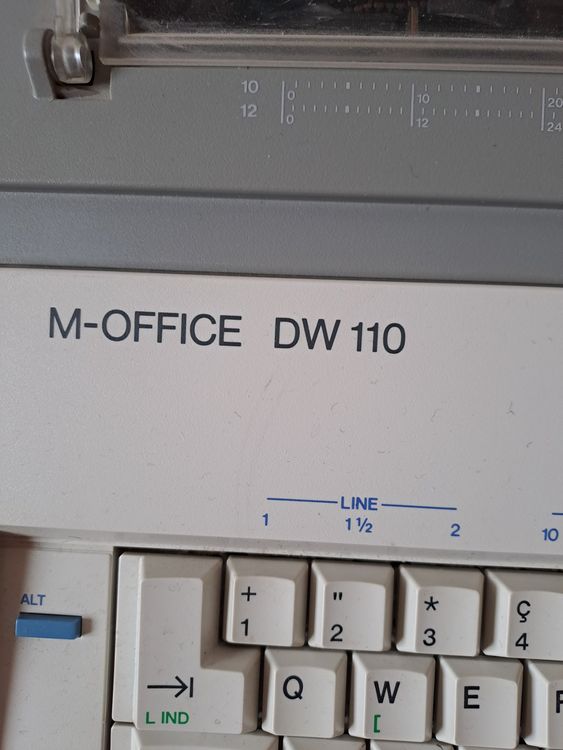 10 0 10 20
12 0 12 24
M-OFFICE DW 110
LINE
1 1½ 2 10
ALT
+ " * ç
1 2 3 4
Q W E
L IND [